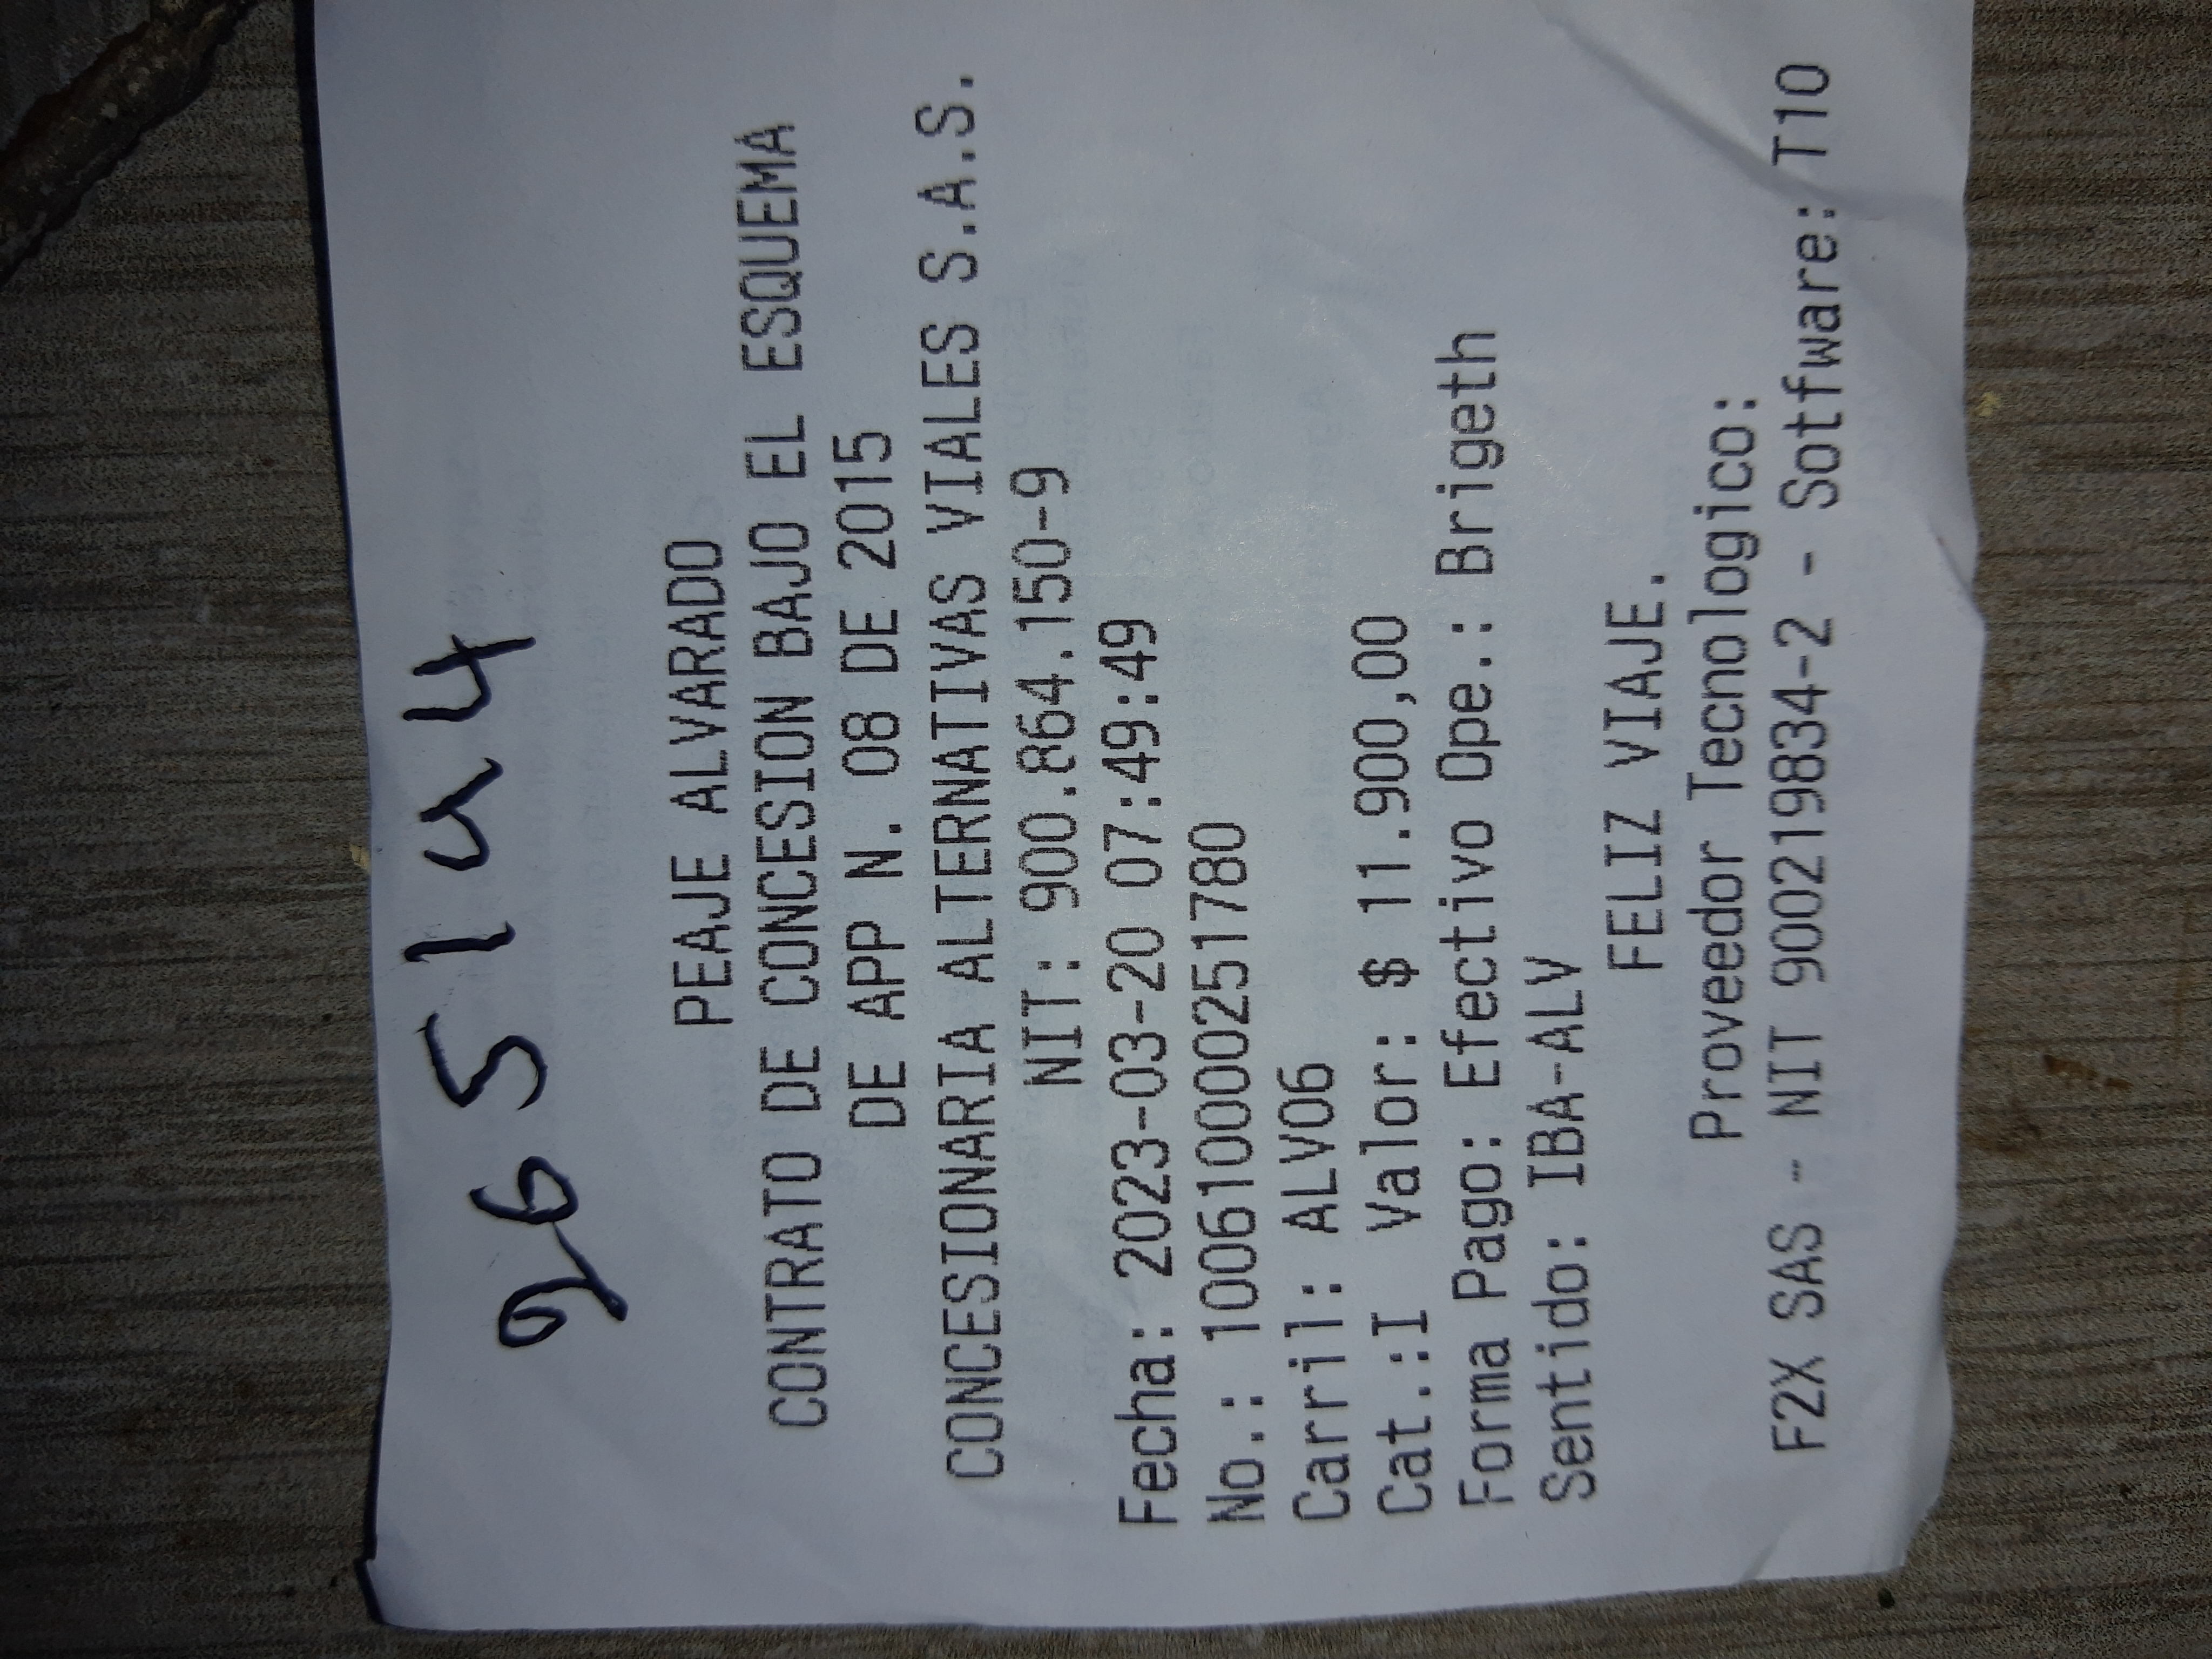 265144
PEAJE ALVARADO
CONTRATO DE CONCESION BAJO EL ESQUEMA
DE APP N. 08 DE 2015
CONCESIONARIA ALTERNATIVAS VIALES S.A.S.
NIT: 900.864.150-9
Fecha: 2023-03-20 07:49:49
No.: 1006100000251780
Carril: ALV06
Cat.:I Valor: $ 11.900,00
Forma Pago: Efectivo Ope.: Brigeth
Sentido: IBA-ALV
FELIZ VIAJE.
Proveedor Tecnologico:
F2X SAS - NIT 900219834-2 - Sotfware: T10